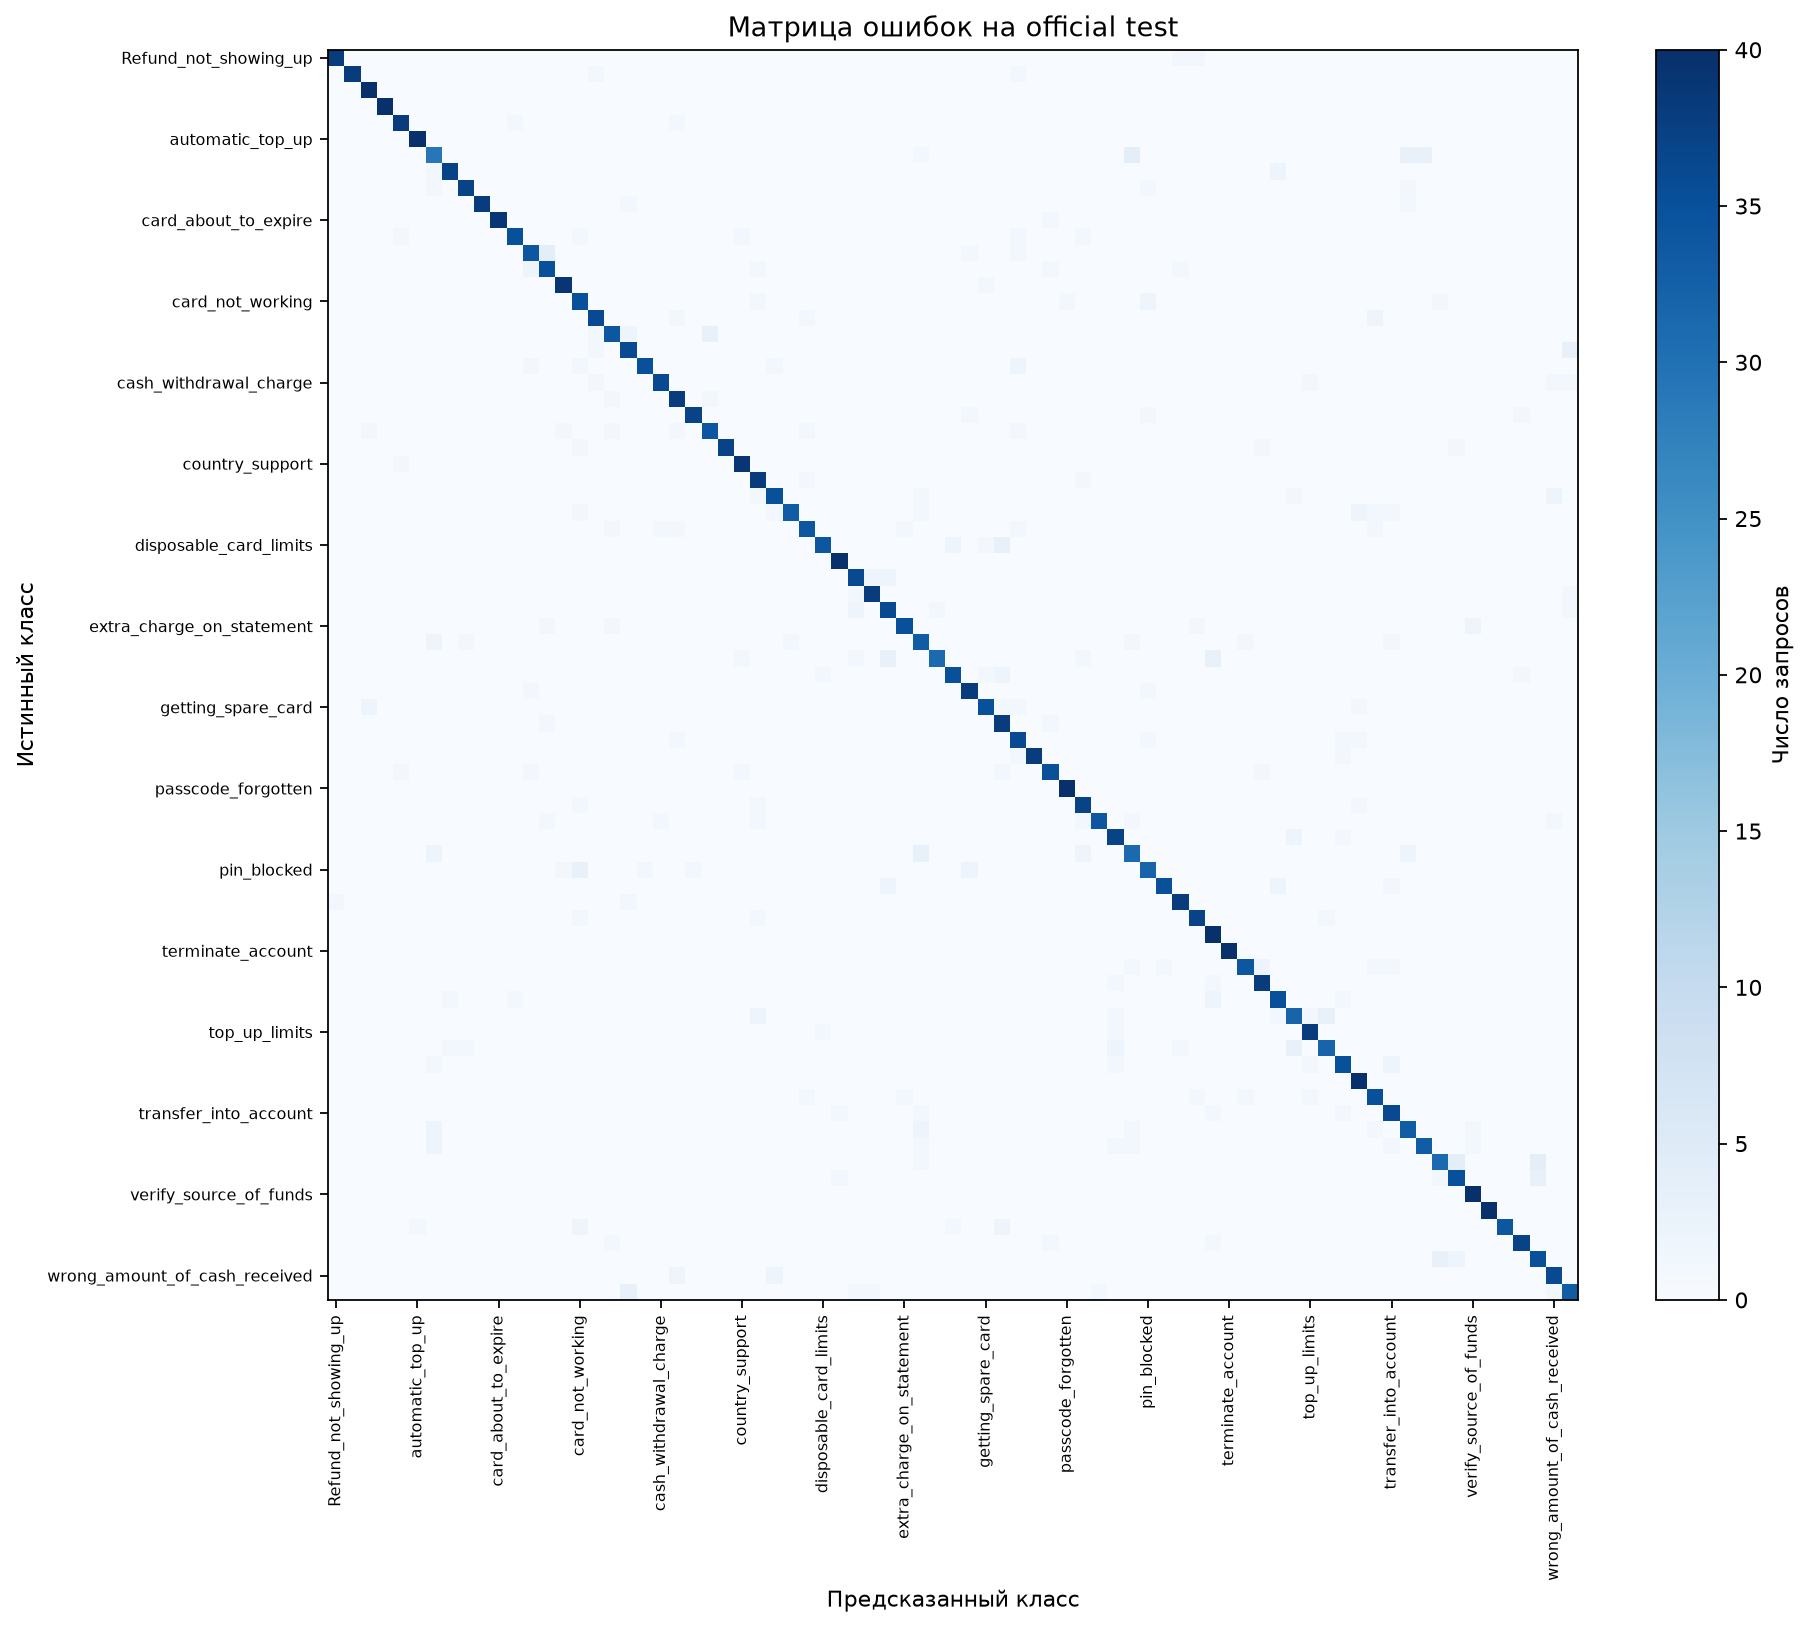 Матрица ошибок на official test
Refund_not_showing_up
automatic_top_up
card_about_to_expire
card_not_working
cash_withdrawal_charge
country_support
disposable_card_limits
extra_charge_on_statement
getting_spare_card
passcode_forgotten
pin_blocked
terminate_account
top_up_limits
transfer_into_account
verify_source_of_funds
wrong_amount_of_cash_received
Истинный класс
Refund_not_showing_up
automatic_top_up
card_about_to_expire
card_not_working
cash_withdrawal_charge
country_support
disposable_card_limits
extra_charge_on_statement
getting_spare_card
passcode_forgotten
pin_blocked
terminate_account
top_up_limits
transfer_into_account
verify_source_of_funds
wrong_amount_of_cash_received
Предсказанный класс
40
35
30
25
20
15
10
5
0
Число запросов